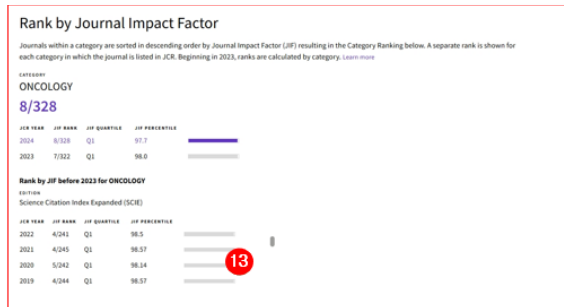 Rank by Journal Impact Factor
Journals within a category are sorted in descending order by Journal Impact Factor (JIF) resulting in the Category Ranking below. A separate rank is shown for
each category in which the journal is listed in JCR. Beginning in 2023, ranks are calculated by category. Learn more
CATEGORY
ONCOLOGY
8/328
JCR YEAR JIF RANK JIF QUARTILE JIF PERCENTILE
2024 8/328 Q1 97.7
2023 7/322 Q1 98.0
Rank by JIF before 2023 for ONCOLOGY
EDITION
Science Citation Index Expanded (SCIE)
JCR YEAR JIF RANK JIF QUARTILE JIF PERCENTILE
2022 4/241 Q1 98.5
2021 4/245 Q1 98.57
2020 5/242 Q1 98.14
13
2019 4/244 Q1 98.57